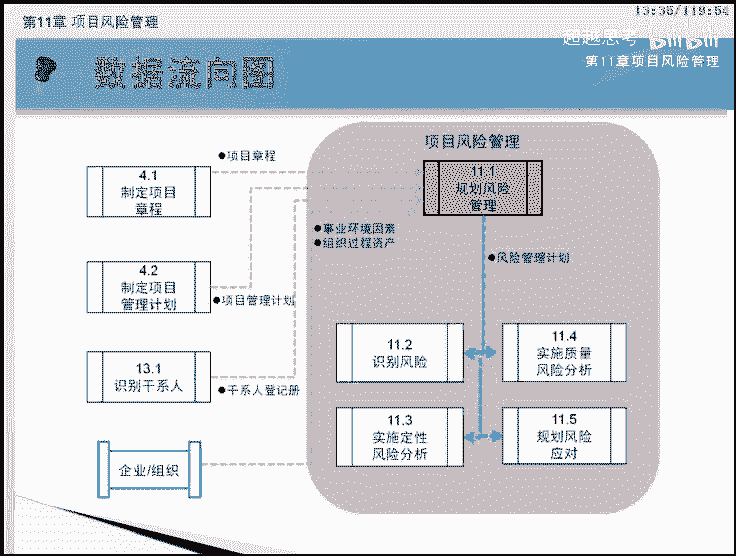 第11章 项目风险管理
13:35/119:54
超越思考 bilibili
第11章项目风险管理
数据流向图
项目风险管理
●项目章程
4.1
制定项目
章程
11.1
规划风险
管理
●事业环境因素
●组织过程资产
●风险管理计划
4.2
制定项目
管理计划
●项目管理计划
11.2
识别风险
11.4
实施质量
风险分析
13.1
识别干系人
●干系人登记册
11.3
实施定性
风险分析
11.5
规划风险
应对
企业/组织